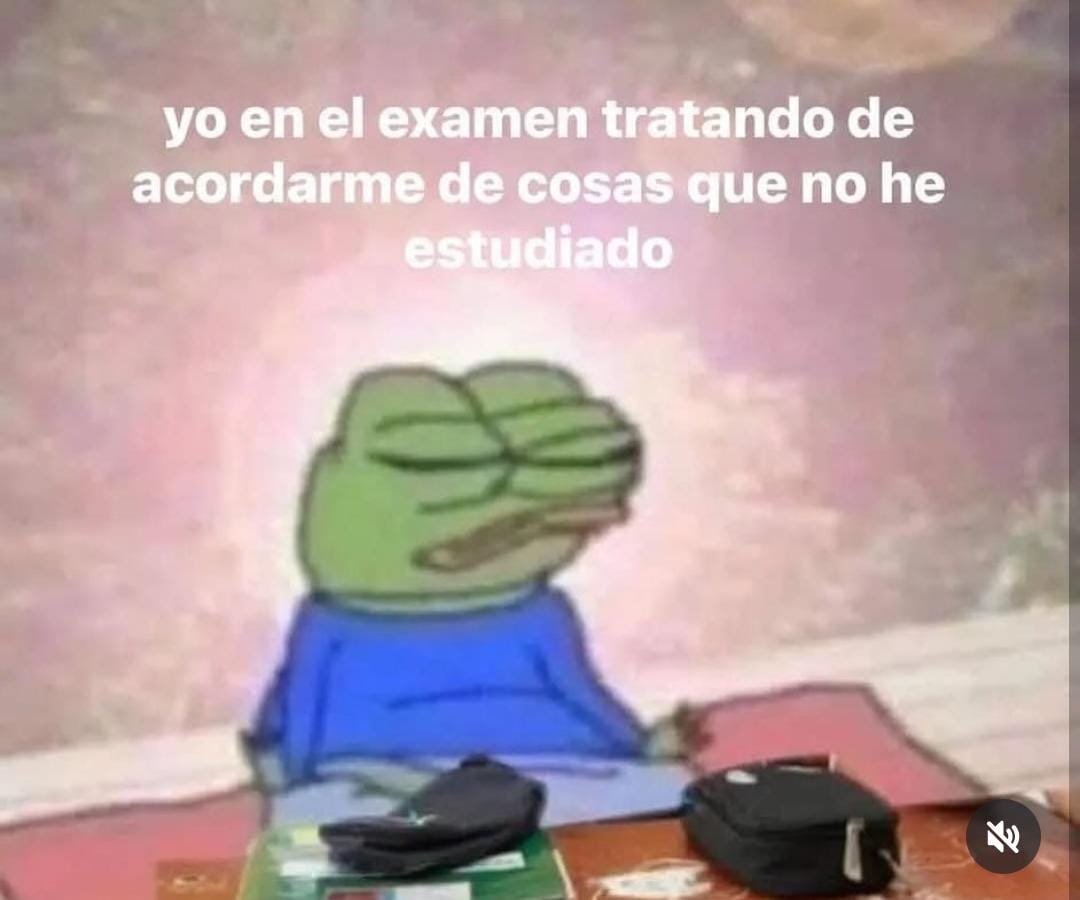 yo en el examen tratando de
acordarme de cosas que no he
estudiado